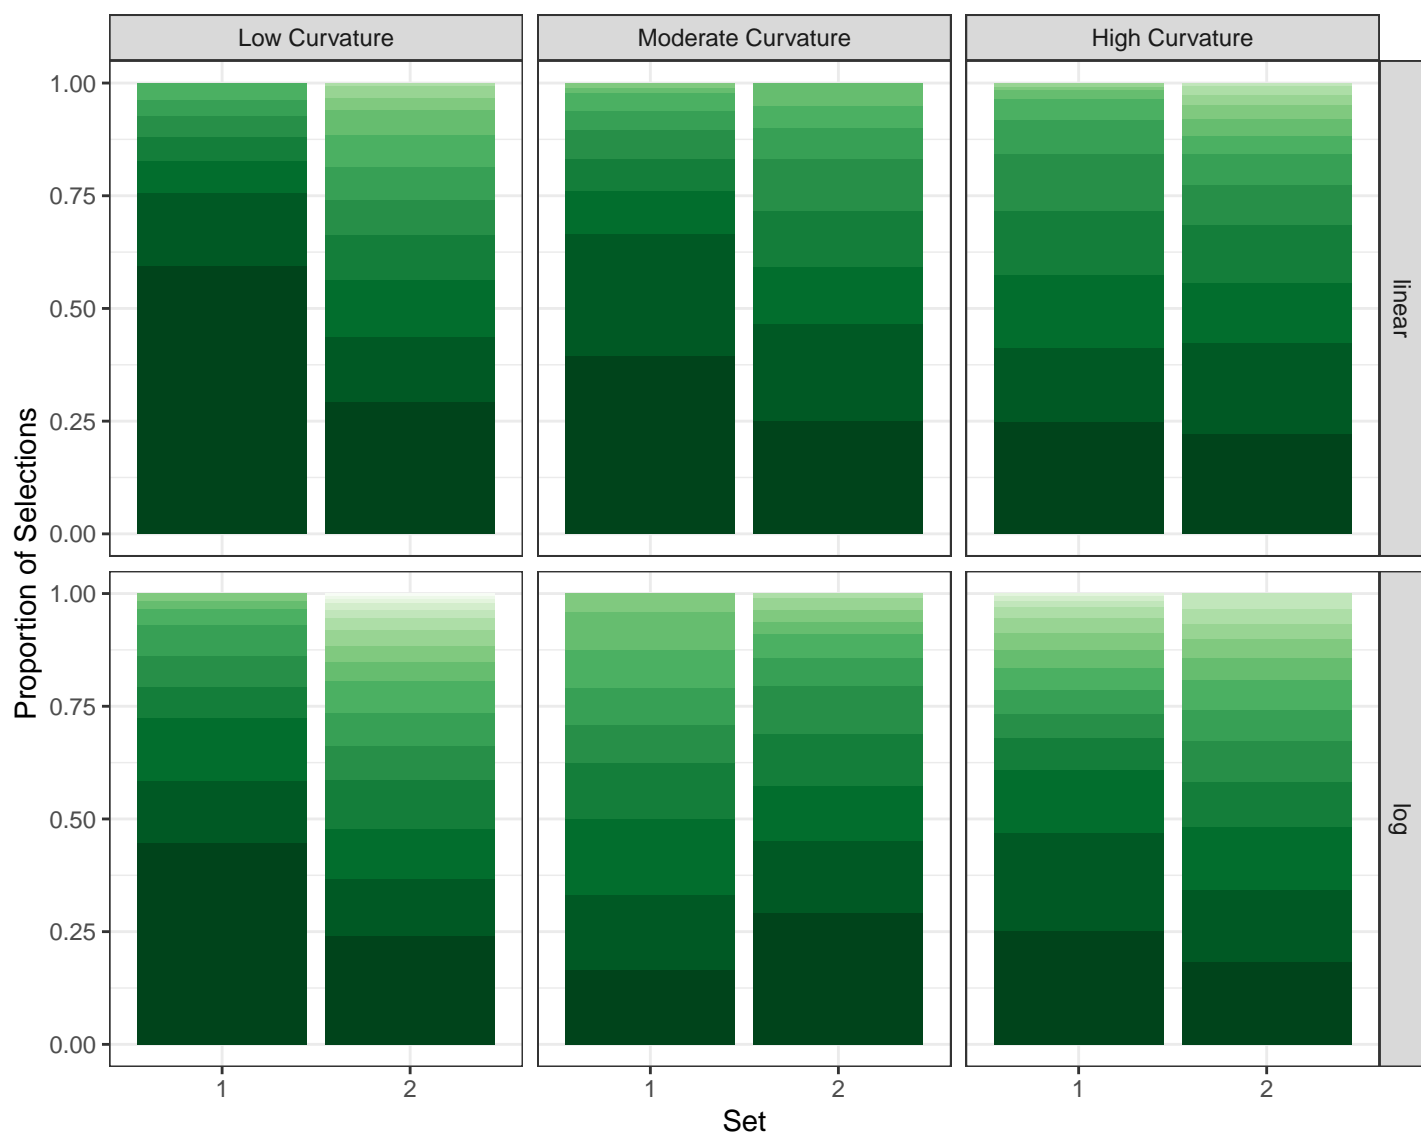 Low Curvature
Moderate Curvature
High Curvature
1.00
0.75
0.50
0.25
0.00
linear
1.00
0.75
0.50
0.25
0.00
log
Proportion of Selections
1
2
1
2
1
2
Set